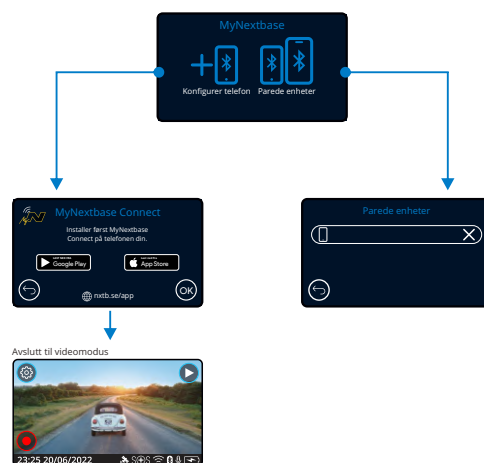 MyNextbase
Konfigurer telefon
Parede enheter
MyNextbase Connect
Installer først MyNextbase
Connect på telefonen din.
Google Play
App Store
nxtb.se/app
OK
Parede enheter
Avslutt til videomodus
23:25 20/06/2022
SOS